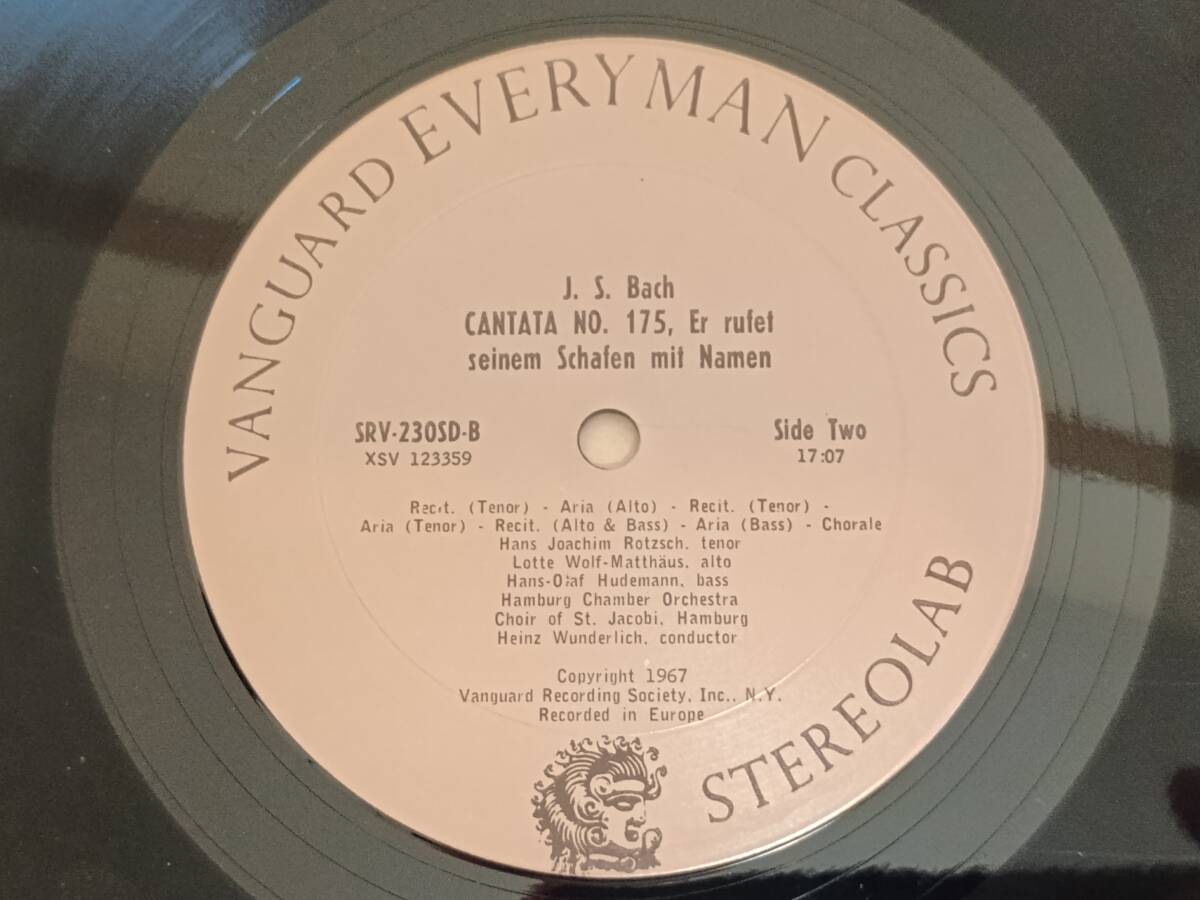 VANGUARD EVERYMAN CLASSICS
J. S. Bach
CANTATA NO. 175, Er rufet
seinem Schafen mit Namen
SRV-230SD-B
XSV 123359
Side Two
17:07
Recit. (Tenor) - Aria (Alto) - Recit. (Tenor) -
Aria (Tenor) - Recit. (Alto & Bass) - Aria (Bass) - Chorale
Hans Joachim Rotzsch, tenor
Lotte Wolf-Matthäus, alto
Hans-Olaf Hudemann, bass
Hamburg Chamber Orchestra
Choir of St. Jacobi, Hamburg
Heinz Wunderlich, conductor
Copyright 1967
Vanguard Recording Society, Inc., N.Y.
Recorded in Europe
STEREOLAB